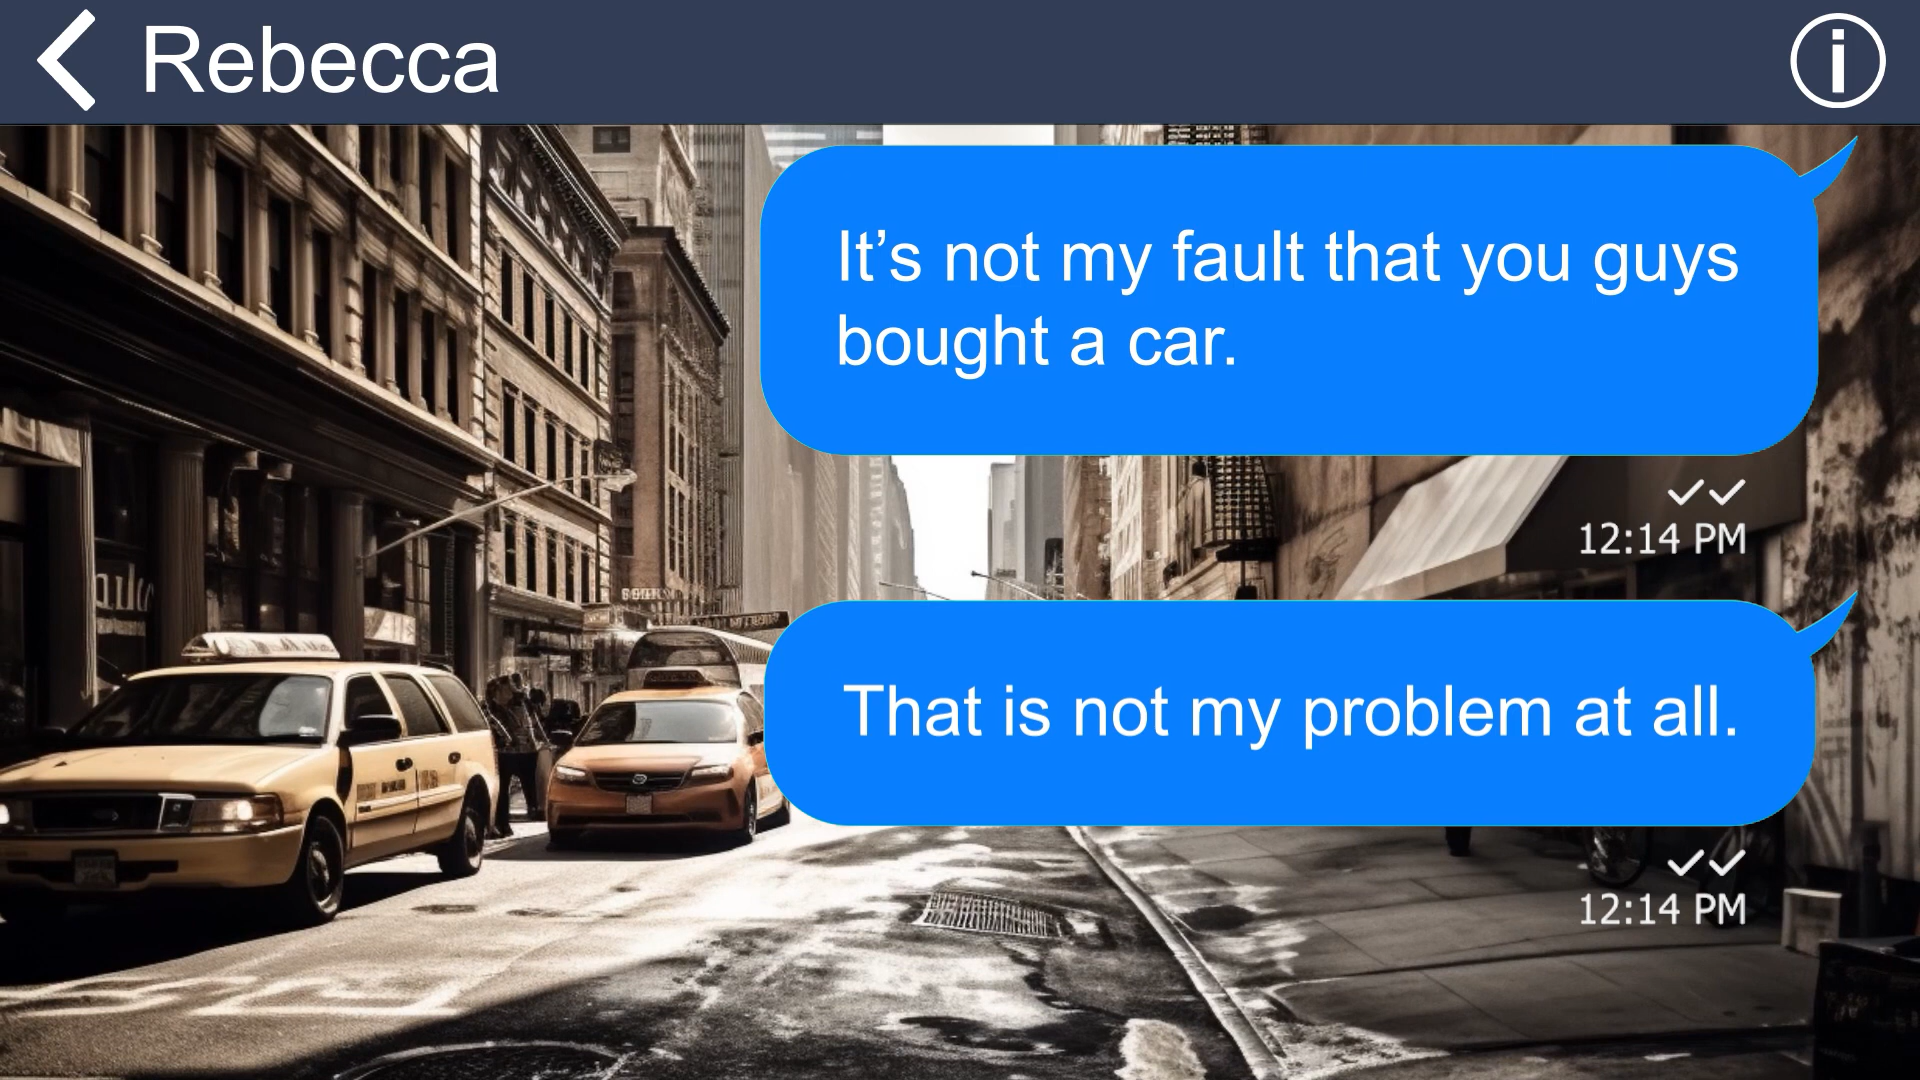 Rebecca
It’s not my fault that you guys
bought a car.
12:14 PM
That is not my problem at all.
12:14 PM